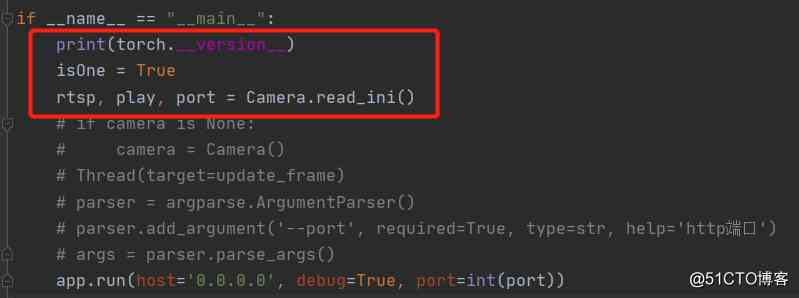 if __name__ == "__main__":
    print(torch.__version__)
    isOne = True
    rtsp, play, port = Camera.read_ini()
    # if camera is None:
    #     camera = Camera()
    # Thread(target=update_frame)
    # parser = argparse.ArgumentParser()
    # parser.add_argument('--port', required=True, type=str, help='http端口')
    # args = parser.parse_args()
    app.run(host='0.0.0.0', debug=True, port=int(port))
@51CTO博客